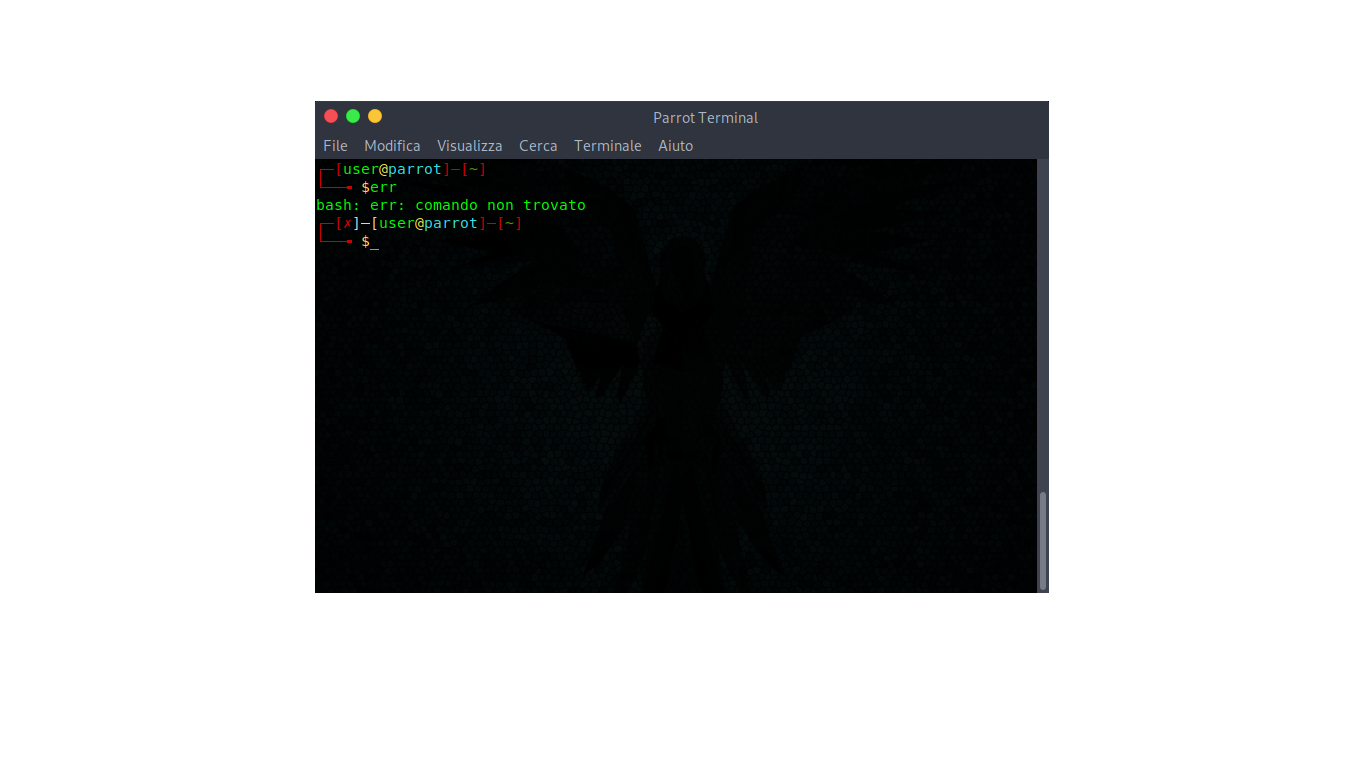 Parrot Terminal
File Modifica Visualizza Cerca Terminale Aiuto
┌─[user@parrot]─[~]
└──╼ $err
bash: err: comando non trovato
┌─[✗]─[user@parrot]─[~]
└──╼ $_